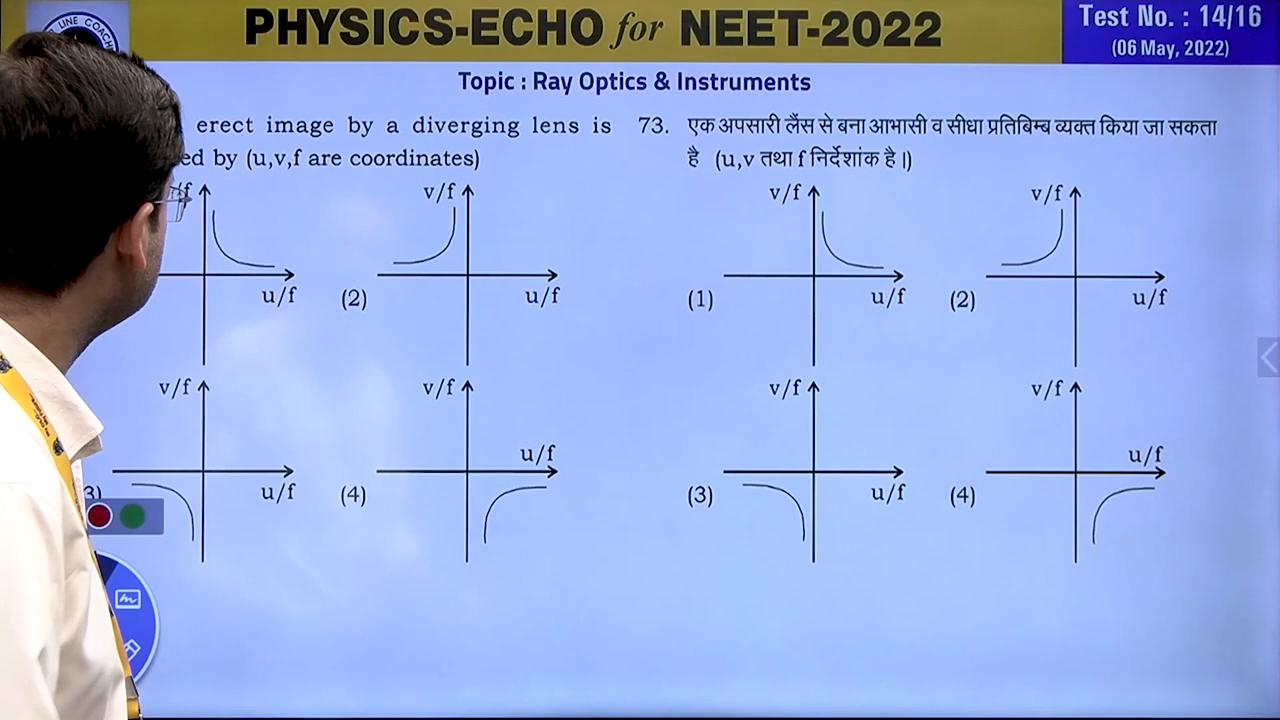 LINE COACH
PHYSICS-ECHO for NEET-2022
Test No. : 14/16
(06 May, 2022)
Topic : Ray Optics & Instruments
erect image by a diverging lens is
ed by (u,v,f are coordinates)
/f
u/f
(2)
v/f
u/f
v/f
3)
u/f
(4)
v/f
u/f
73. एक अपसारी लैंस से बना आभासी व सीधा प्रतिबिम्ब व्यक्त किया जा सकता
है (u,v तथा f निर्देशांक है।)
(1)
v/f
u/f
(2)
v/f
u/f
(3)
v/f
u/f
(4)
v/f
u/f